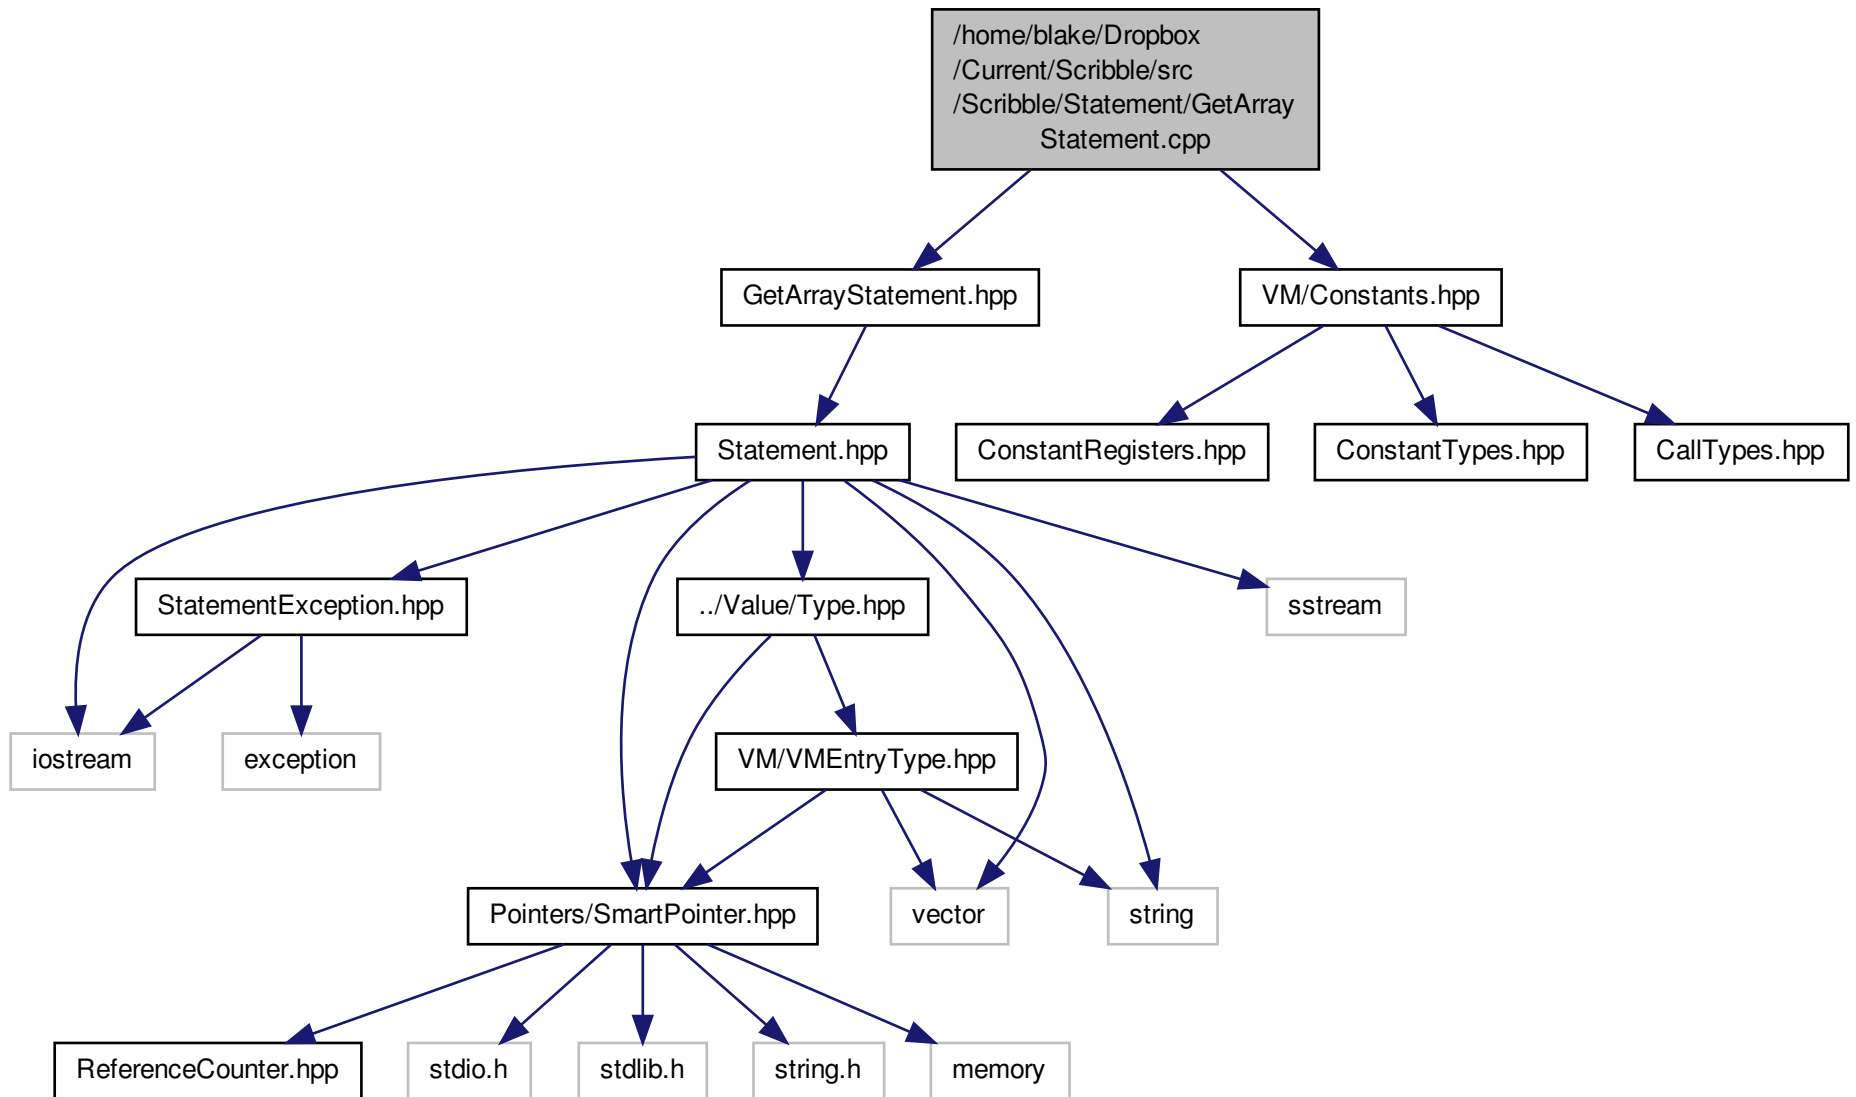 /home/blake/Dropbox
/Current/Scribble/src
/Scribble/Statement/GetArray
Statement.cpp
GetArrayStatement.hpp
VM/Constants.hpp
Statement.hpp
ConstantRegisters.hpp
ConstantTypes.hpp
CallTypes.hpp
StatementException.hpp
../Value/Type.hpp
sstream
iostream
exception
VM/VMEntryType.hpp
Pointers/SmartPointer.hpp
vector
string
ReferenceCounter.hpp
stdio.h
stdlib.h
string.h
memory